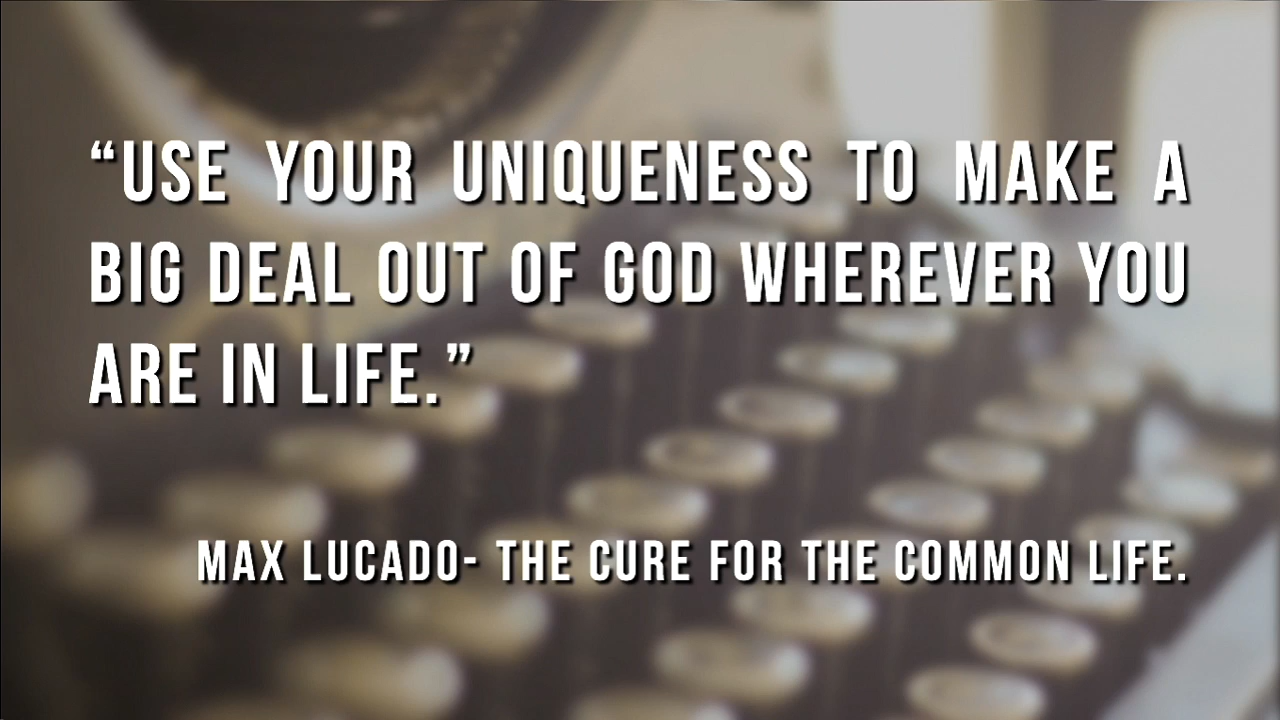 “USE YOUR UNIQUENESS TO MAKE A
BIG DEAL OUT OF GOD WHEREVER YOU
ARE IN LIFE.”
MAX LUCADO- THE CURE FOR THE COMMON LIFE.